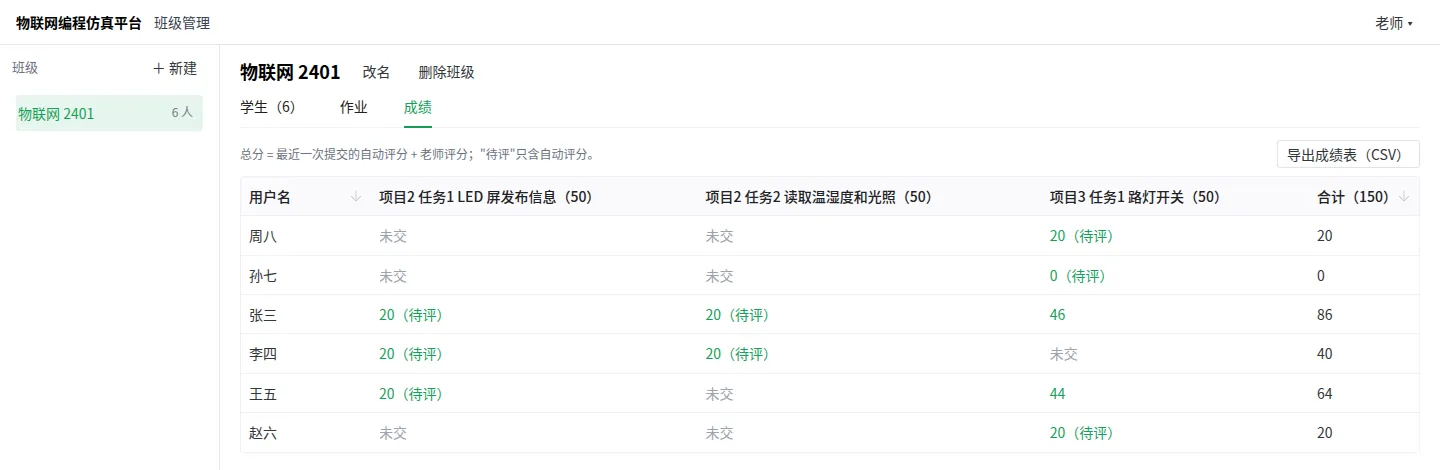 物联网编程仿真平台 班级管理 老师
班级 ＋ 新建
物联网 2401 6 人
物联网 2401 改名 删除班级
学生（6） 作业 成绩
总分 = 最近一次提交的自动评分 + 老师评分；"待评"只含自动评分。 导出成绩表（CSV）
用户名 项目2 任务1 LED 屏发布信息（50） 项目2 任务2 读取温湿度和光照（50） 项目3 任务1 路灯开关（50） 合计（150）
周八 未交 未交 20（待评） 20
孙七 未交 未交 0（待评） 0
张三 20（待评） 20（待评） 46 86
李四 20（待评） 20（待评） 未交 40
王五 20（待评） 未交 44 64
赵六 未交 未交 20（待评） 20